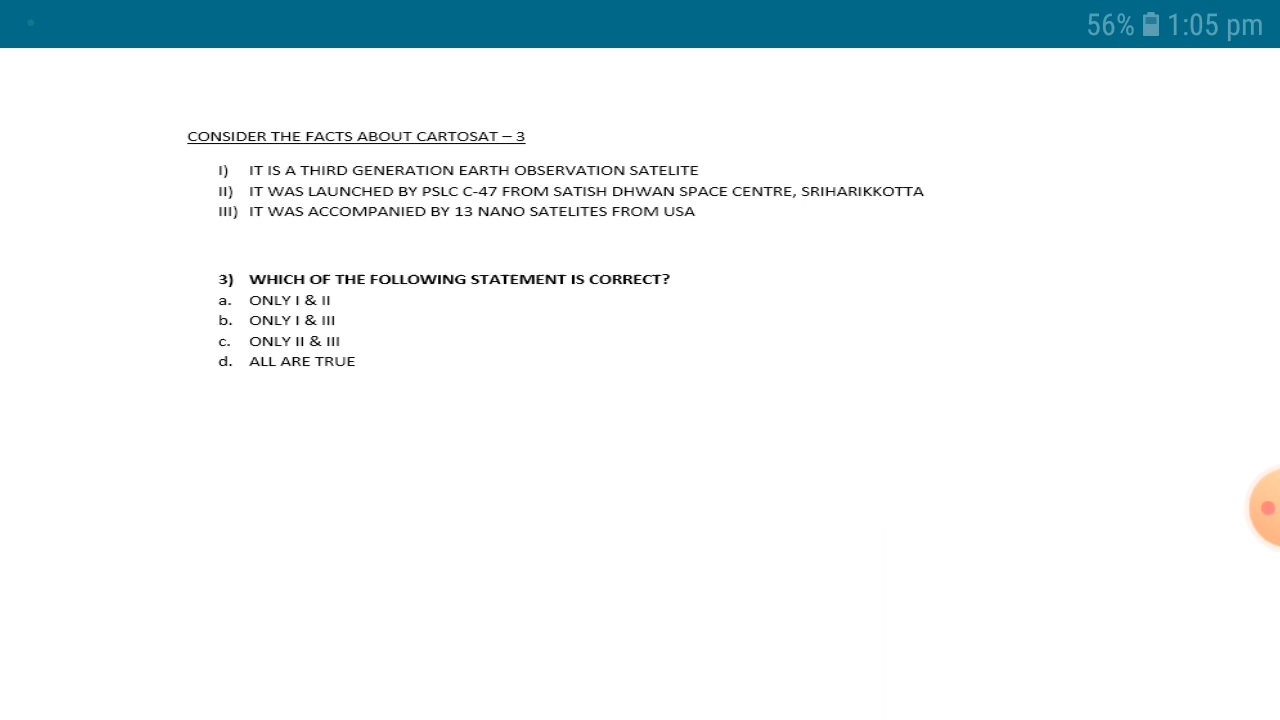 56% 1:05 pm
CONSIDER THE FACTS ABOUT CARTOSAT – 3
I) IT IS A THIRD GENERATION EARTH OBSERVATION SATELITE
II) IT WAS LAUNCHED BY PSLC C-47 FROM SATISH DHWAN SPACE CENTRE, SRIHARIKKOTTA
III) IT WAS ACCOMPANIED BY 13 NANO SATELITES FROM USA
3) WHICH OF THE FOLLOWING STATEMENT IS CORRECT?
a. ONLY I & II
b. ONLY I & III
c. ONLY II & III
d. ALL ARE TRUE